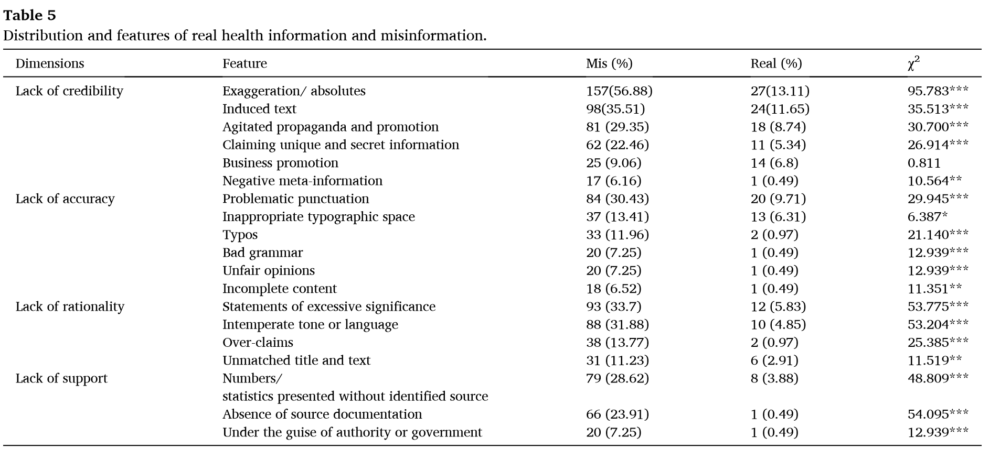 Table 5
Distribution and features of real health information and misinformation.
Dimensions Feature Mis (%) Real (%) χ2
Lack of credibility Exaggeration/ absolutes 157(56.88) 27(13.11) 95.783***
Induced text 98(35.51) 24(11.65) 35.513***
Agitated propaganda and promotion 81 (29.35) 18 (8.74) 30.700***
Claiming unique and secret information 62 (22.46) 11 (5.34) 26.914***
Business promotion 25 (9.06) 14 (6.8) 0.811
Negative meta-information 17 (6.16) 1 (0.49) 10.564**
Lack of accuracy Problematic punctuation 84 (30.43) 20 (9.71) 29.945***
Inappropriate typographic space 37 (13.41) 13 (6.31) 6.387*
Typos 33 (11.96) 2 (0.97) 21.140***
Bad grammar 20 (7.25) 1 (0.49) 12.939***
Unfair opinions 20 (7.25) 1 (0.49) 12.939***
Incomplete content 18 (6.52) 1 (0.49) 11.351**
Lack of rationality Statements of excessive significance 93 (33.7) 12 (5.83) 53.775***
Intemperate tone or language 88 (31.88) 10 (4.85) 53.204***
Over-claims 38 (13.77) 2 (0.97) 25.385***
Unmatched title and text 31 (11.23) 6 (2.91) 11.519**
Lack of support Numbers/ 79 (28.62) 8 (3.88) 48.809***
statistics presented without identified source
Absence of source documentation 66 (23.91) 1 (0.49) 54.095***
Under the guise of authority or government 20 (7.25) 1 (0.49) 12.939***